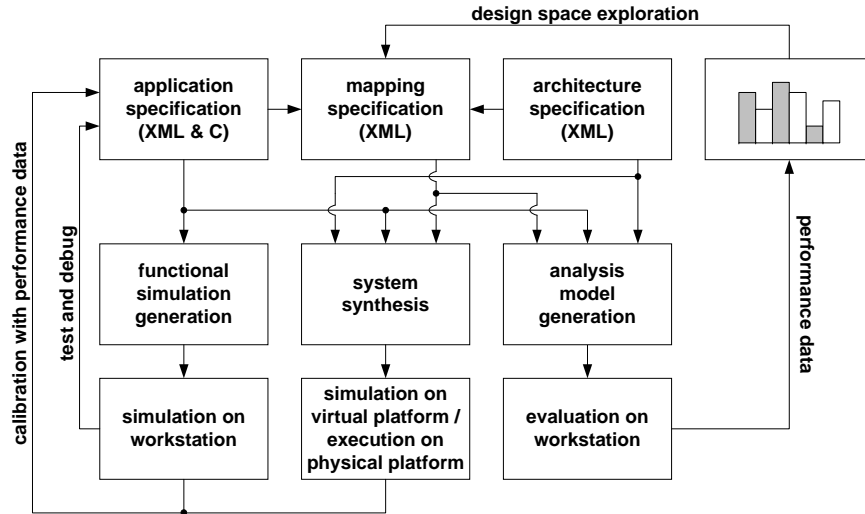 design space exploration
application
specification
(XML & C)
mapping
specification
(XML)
architecture
specification
(XML)
calibration with performance data
test and debug
performance data
functional
simulation
generation
system
synthesis
analysis
model
generation
simulation on
workstation
simulation on
virtual platform /
execution on
physical platform
evaluation on
workstation